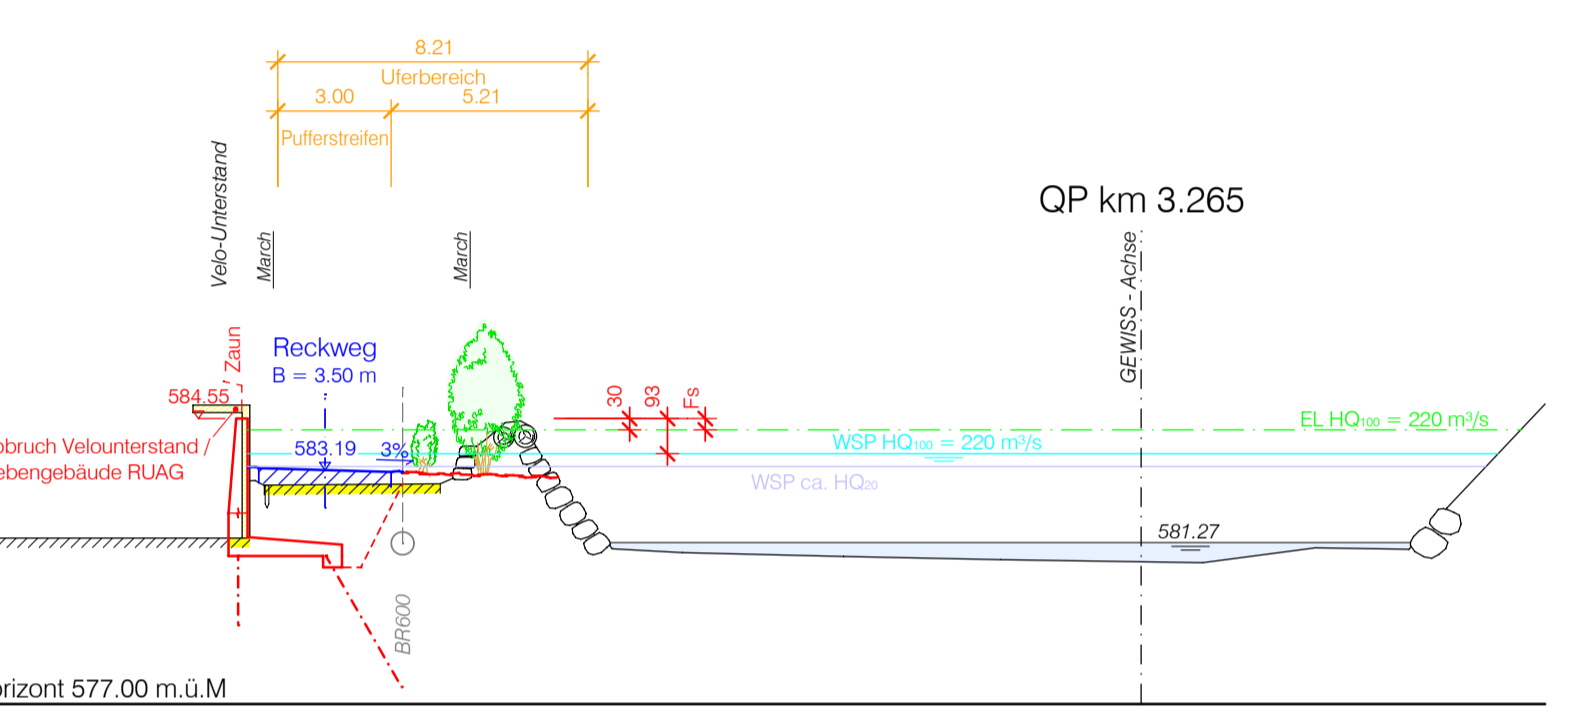 8.21
Uferbereich
3.00
5.21
Pufferstreifen
Velo-Unterstand
March
March
QP km 3.265
GEWISS - Achse
Zaun
Reckweg
B = 3.50 m
584.55
30
93
Fs
EL HQ100 = 220 m³/s
bbruch Velounterstand /
ebengebäude RUAG
583.19
3%
WSP HQ100 = 220 m³/s
WSP ca. HQ20
581.27
BR600
orizont 577.00 m.ü.M